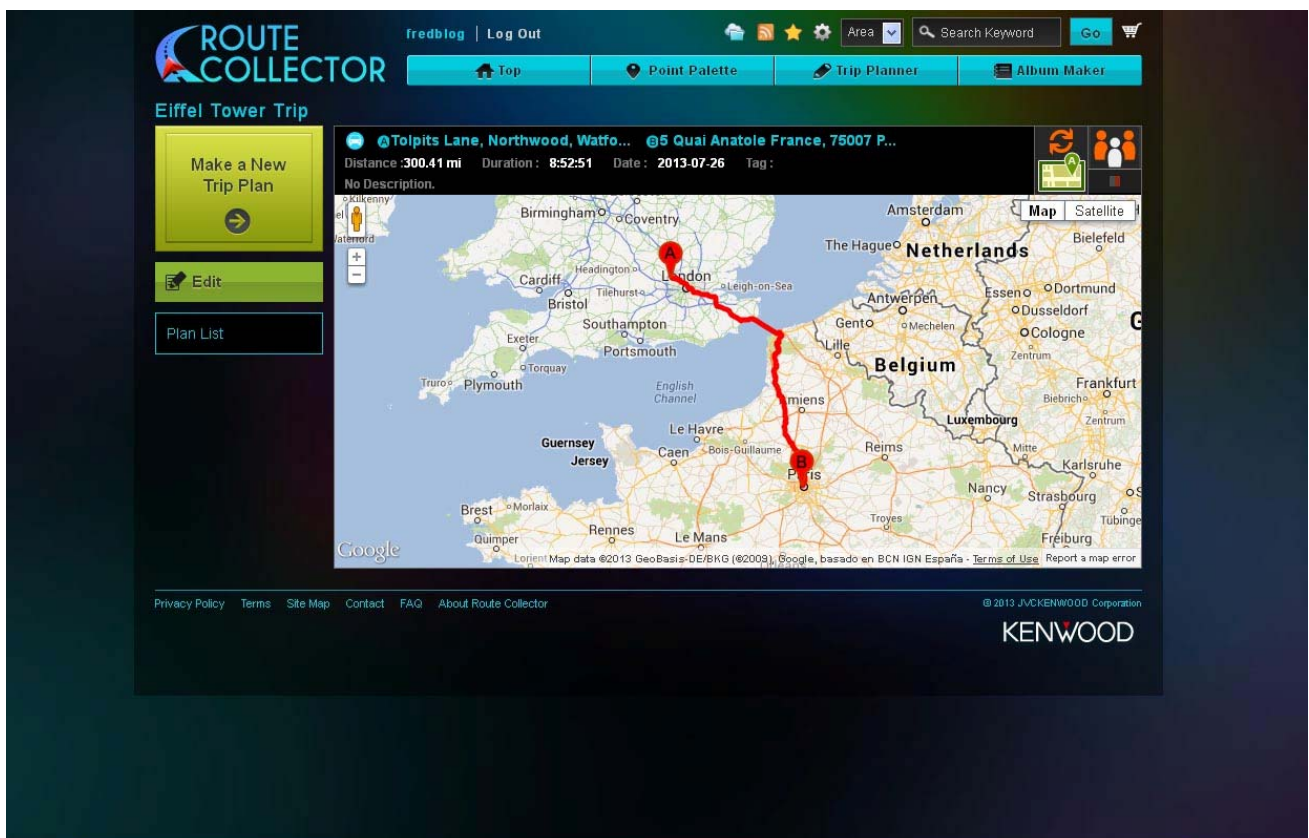 ROUTE
COLLECTOR
fredblog | Log Out
Area
Search Keyword
Go
Top
Point Palette
Trip Planner
Album Maker
Eiffel Tower Trip
Make a New
Trip Plan
Edit
Plan List
A Tolpits Lane, Northwood, Watfo... B 5 Quai Anatole France, 75007 P...
Distance :300.41 mi Duration : 8:52:51 Date : 2013-07-26 Tag :
No Description.
Kilkenny
Birmingham
Coventry
Amsterdam
Map
Satellite
The Hague
Netherlands
Bielefeld
A
Headington
London
Cardiff
Tilehurst
Leigh-on-Sea
Bristol
Antwerpen
Essen
Dortmund
Dusseldorf
Southampton
Gent
Mechelen
Cologne
Exeter
Portsmouth
Lille
Zentrum
Torquay
Belgium
Truro
Plymouth
English
Channel
Frankfurt
Amiens
Biebrich
Luxembourg
Zentrum
Le Havre
Guernsey
Caen
Bois-Guillaume
Reims
Mitte
Jersey
B
Karlsruhe
Paris
Nancy
Strasbourg
Brest
Morlaix
Troyes
Tübinge
Rennes
Le Mans
Quimper
Freiburg
Google
Lorient
Map data ©2013 GeoBasis-DE/BKG (©2009), Google, basado en BCN IGN España - Terms of Use
Report a map error
Privacy Policy Terms Site Map Contact FAQ About Route Collector
© 2013 JVCKENWOOD Corporation
KENWOOD